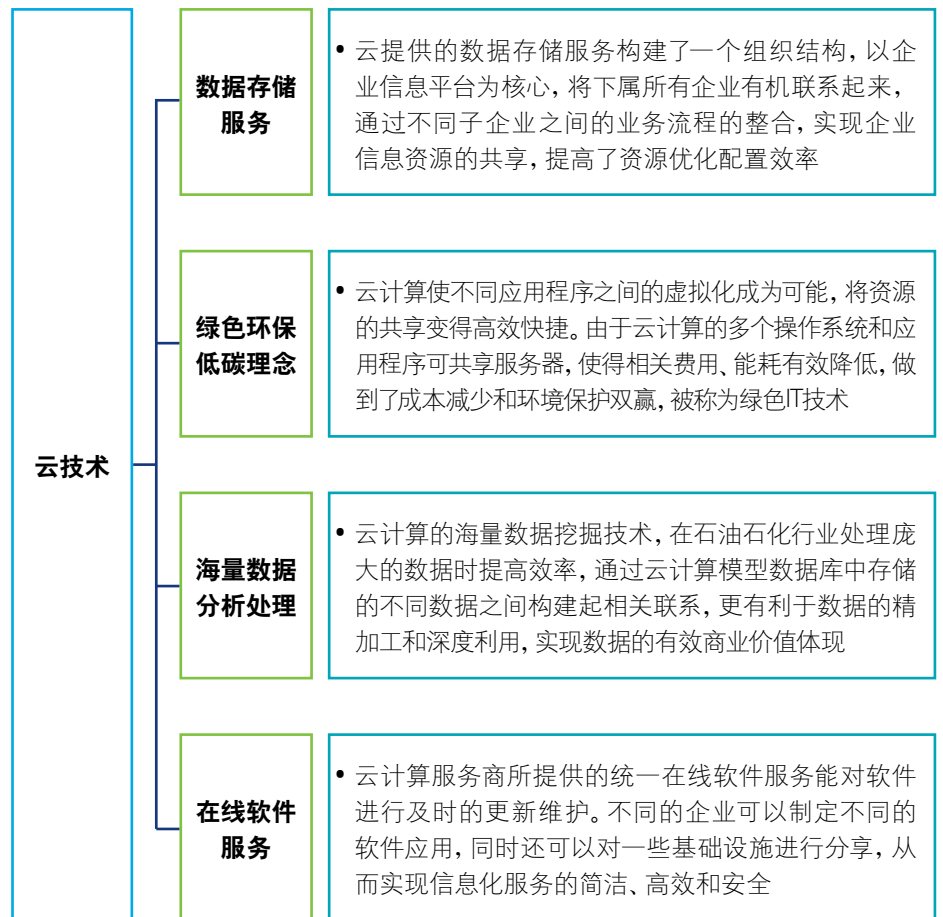 云技术
数据存储
服务
• 云提供的数据存储服务构建了一个组织结构，以企
业信息平台为核心，将下属所有企业有机联系起来，
通过不同子企业之间的业务流程的整合，实现企业
信息资源的共享，提高了资源优化配置效率
绿色环保
低碳理念
• 云计算使不同应用程序之间的虚拟化成为可能，将资源
的共享变得高效快捷。由于云计算的多个操作系统和应
用程序可共享服务器，使得相关费用、能耗有效降低，做
到了成本减少和环境保护双赢，被称为绿色IT技术
海量数据
分析处理
• 云计算的海量数据挖掘技术，在石油石化行业处理庞
大的数据时提高效率，通过云计算模型数据库中存储
的不同数据之间构建起相关联系，更有利于数据的精
加工和深度利用，实现数据的有效商业价值体现
在线软件
服务
• 云计算服务商所提供的统一在线软件服务能对软件
进行及时的更新维护。不同的企业可以制定不同的
软件应用，同时还可以对一些基础设施进行分享，从
而实现信息化服务的简洁、高效和安全